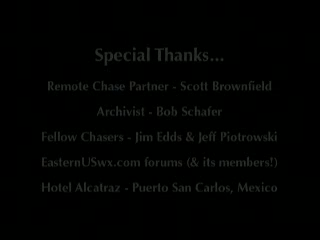 Special Thanks...
Remote Chase Partner - Scott Brownfield
Archivist - Bob Schafer
Fellow Chasers - Jim Edds & Jeff Piotrowski
EasternUSwx.com forums (& its members!)
Hotel Alcatraz - Puerto San Carlos, Mexico